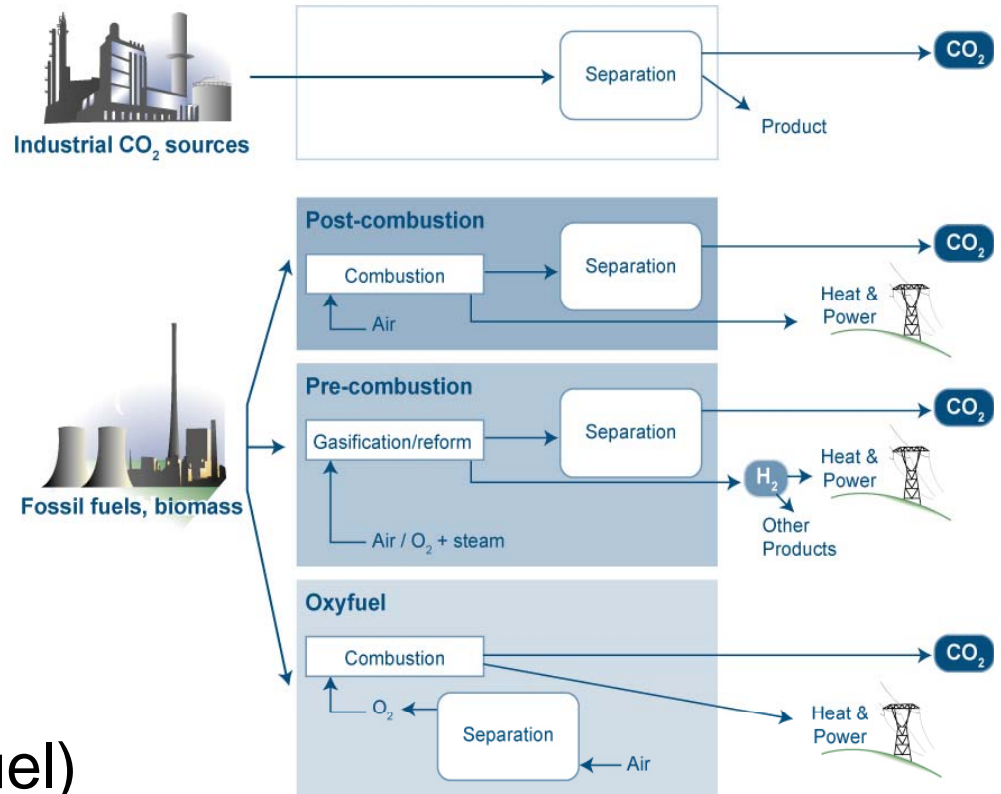 CO₂
Separation
Product
Industrial CO₂ sources
Post-combustion
Combustion
Separation
Air
CO₂
Heat &
Power
Pre-combustion
Gasification/reform
Separation
Air / O₂ + steam
CO₂
H₂
Heat &
Power
Other
Products
Fossil fuels, biomass
Oxyfuel
Combustion
O₂
Separation
Air
CO₂
Heat &
Power
uel)